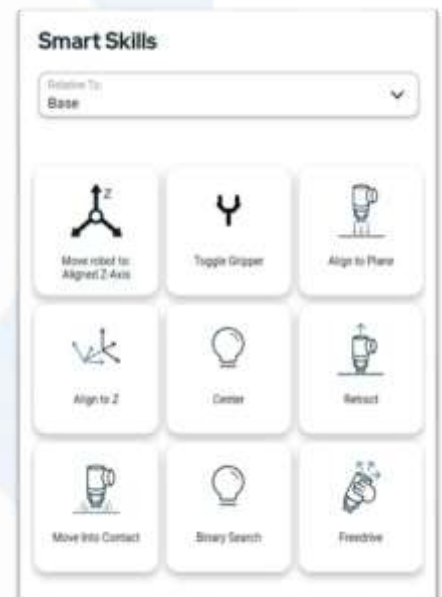 Smart Skills
Relative To:
Base
Z
Move robot to:
Aligned Z-Axis
Toggle Gripper
Align to Plane
Align to Z
Center
Retract
Move Into Contact
Binary Search
Freedrive